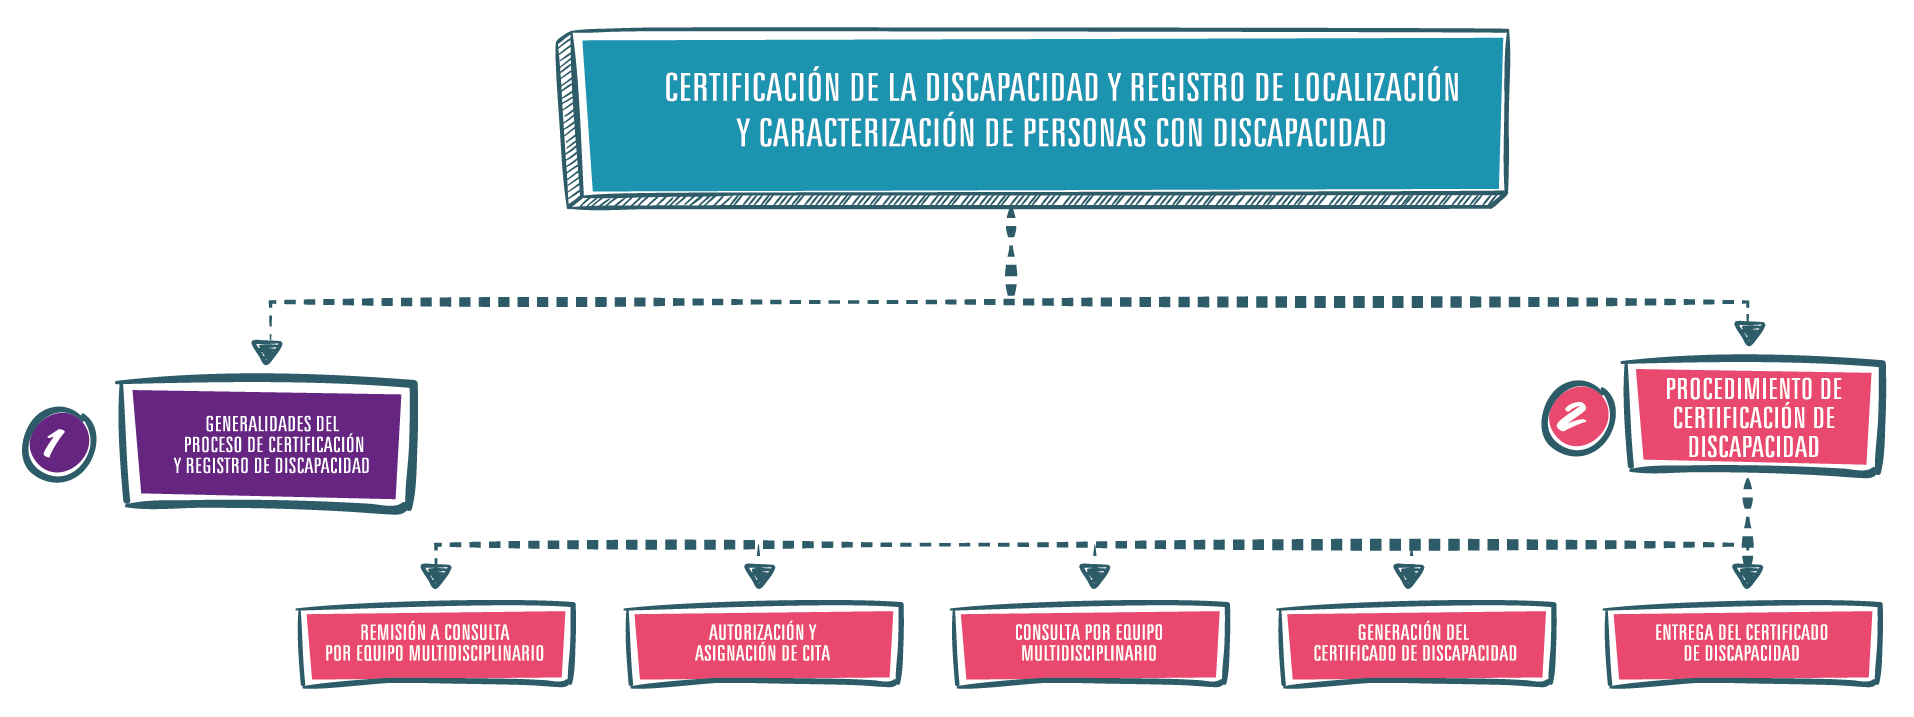 CERTIFICACIÓN DE LA DISCAPACIDAD Y REGISTRO DE LOCALIZACIÓN
Y CARACTERIZACIÓN DE PERSONAS CON DISCAPACIDAD
1
GENERALIDADES DEL
PROCESO DE CERTIFICACIÓN
Y REGISTRO DE DISCAPACIDAD
2
PROCEDIMIENTO DE
CERTIFICACIÓN DE
DISCAPACIDAD
REMISIÓN A CONSULTA
POR EQUIPO MULTIDISCIPLINARIO
AUTORIZACIÓN Y
ASIGNACIÓN DE CITA
CONSULTA POR EQUIPO
MULTIDISCIPLINARIO
GENERACIÓN DEL
CERTIFICADO DE DISCAPACIDAD
ENTREGA DEL CERTIFICADO
DE DISCAPACIDAD